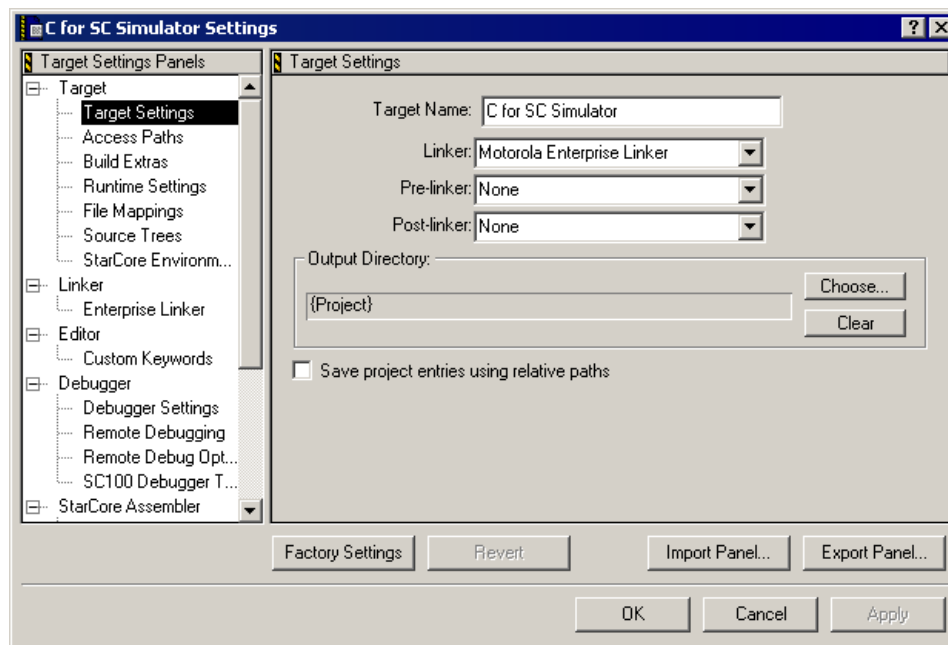 C for SC Simulator Settings
Target Settings Panels
Target
Target Settings
Access Paths
Build Extras
Runtime Settings
File Mappings
Source Trees
StarCore Environm...
Linker
Enterprise Linker
Editor
Custom Keywords
Debugger
Debugger Settings
Remote Debugging
Remote Debug Opt...
SC100 Debugger T...
StarCore Assembler
Target Settings
Target Name: C for SC Simulator
Linker: Motorola Enterprise Linker
Pre-linker: None
Post-linker: None
Output Directory:
{Project}
Choose...
Clear
Save project entries using relative paths
Factory Settings Revert Import Panel... Export Panel...
OK Cancel Apply